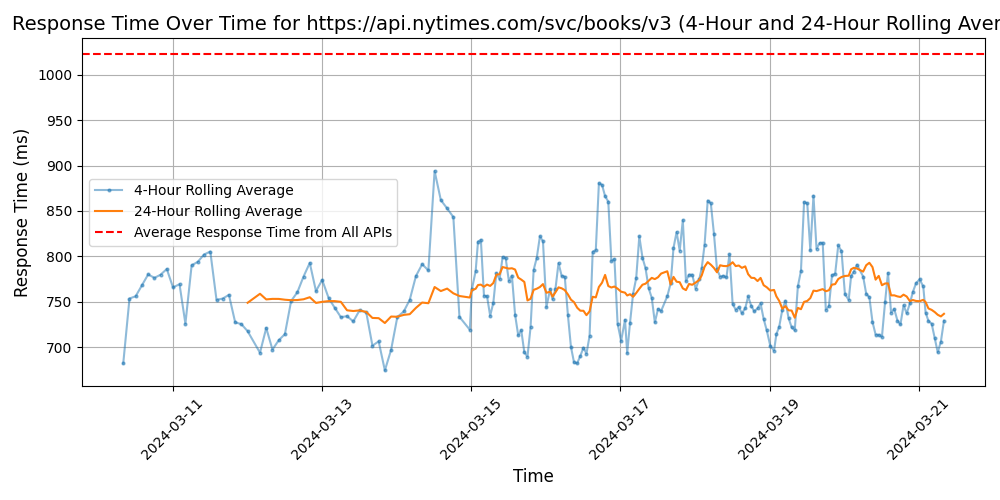 Response Time Over Time for https://api.nytimes.com/svc/books/v3 (4-Hour and 24-Hour Rolling Aver
Response Time (ms)
1000
950
900
850
800
750
700
4-Hour Rolling Average
24-Hour Rolling Average
Average Response Time from All APIs
2024-03-11
2024-03-13
2024-03-15
2024-03-17
2024-03-19
2024-03-21
Time